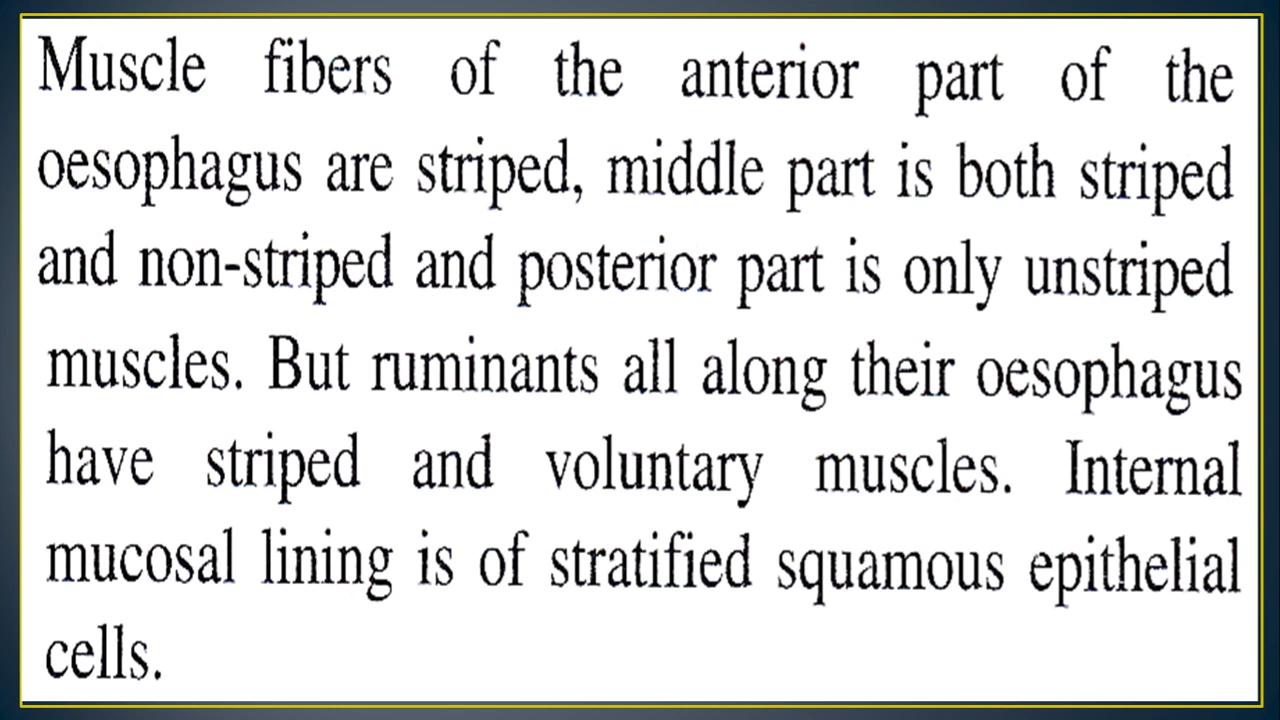 Muscle fibers of the anterior part of the
oesophagus are striped, middle part is both striped
and non-striped and posterior part is only unstriped
muscles. But ruminants all along their oesophagus
have striped and voluntary muscles. Internal
mucosal lining is of stratified squamous epithelial
cells.